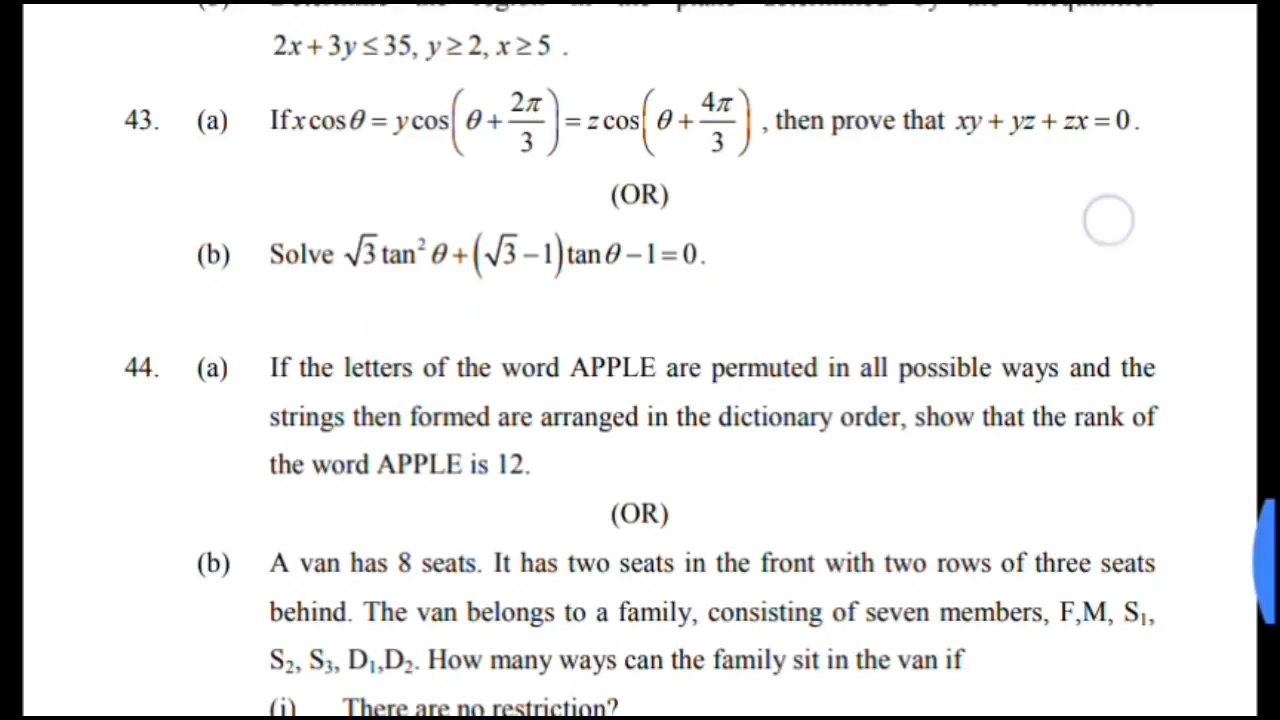 2x + 3y ≤ 35, y ≥ 2, x ≥ 5 .
43. (a) If x cos θ = y cos(θ + 2π/3) = z cos(θ + 4π/3) , then prove that xy + yz + zx = 0 .
(OR)
(b) Solve √3 tan² θ + (√3 − 1) tan θ − 1 = 0.
44. (a) If the letters of the word APPLE are permuted in all possible ways and the
strings then formed are arranged in the dictionary order, show that the rank of
the word APPLE is 12.
(OR)
(b) A van has 8 seats. It has two seats in the front with two rows of three seats
behind. The van belongs to a family, consisting of seven members, F,M, S₁,
S₂, S₃, D₁,D₂. How many ways can the family sit in the van if
(i) There are no restriction?